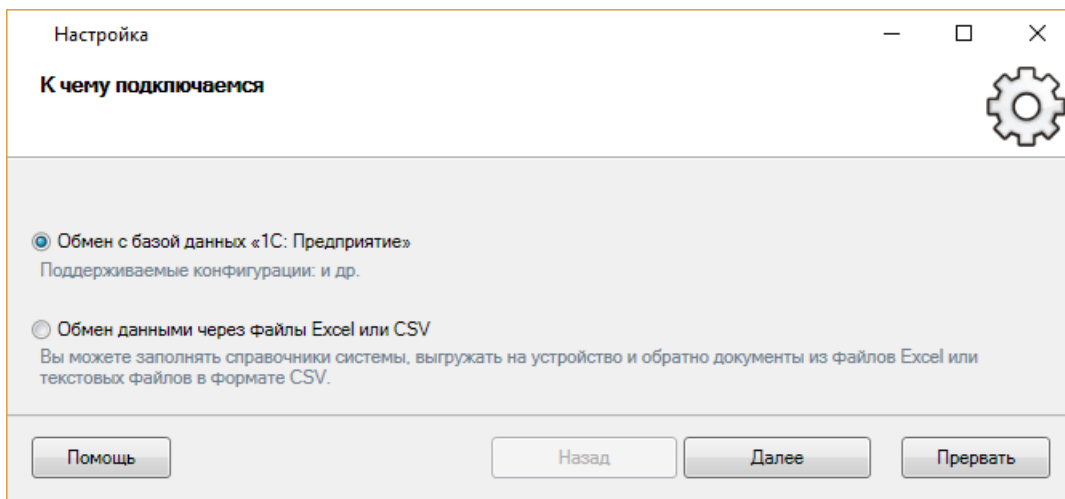 Настройка
К чему подключаемся
Обмен с базой данных «1С: Предприятие»
Поддерживаемые конфигурации: и др.
Обмен данными через файлы Excel или CSV
Вы можете заполнять справочники системы, выгружать на устройство и обратно документы из файлов Excel или
текстовых файлов в формате CSV.
Помощь
Назад
Далее
Прервать